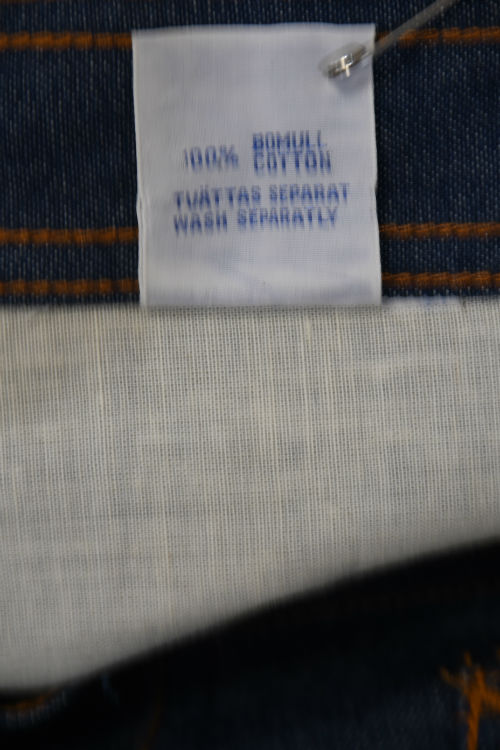 100% BOMULL
COTTON
TVÄTTAS SEPARAT
WASH SEPARATLY